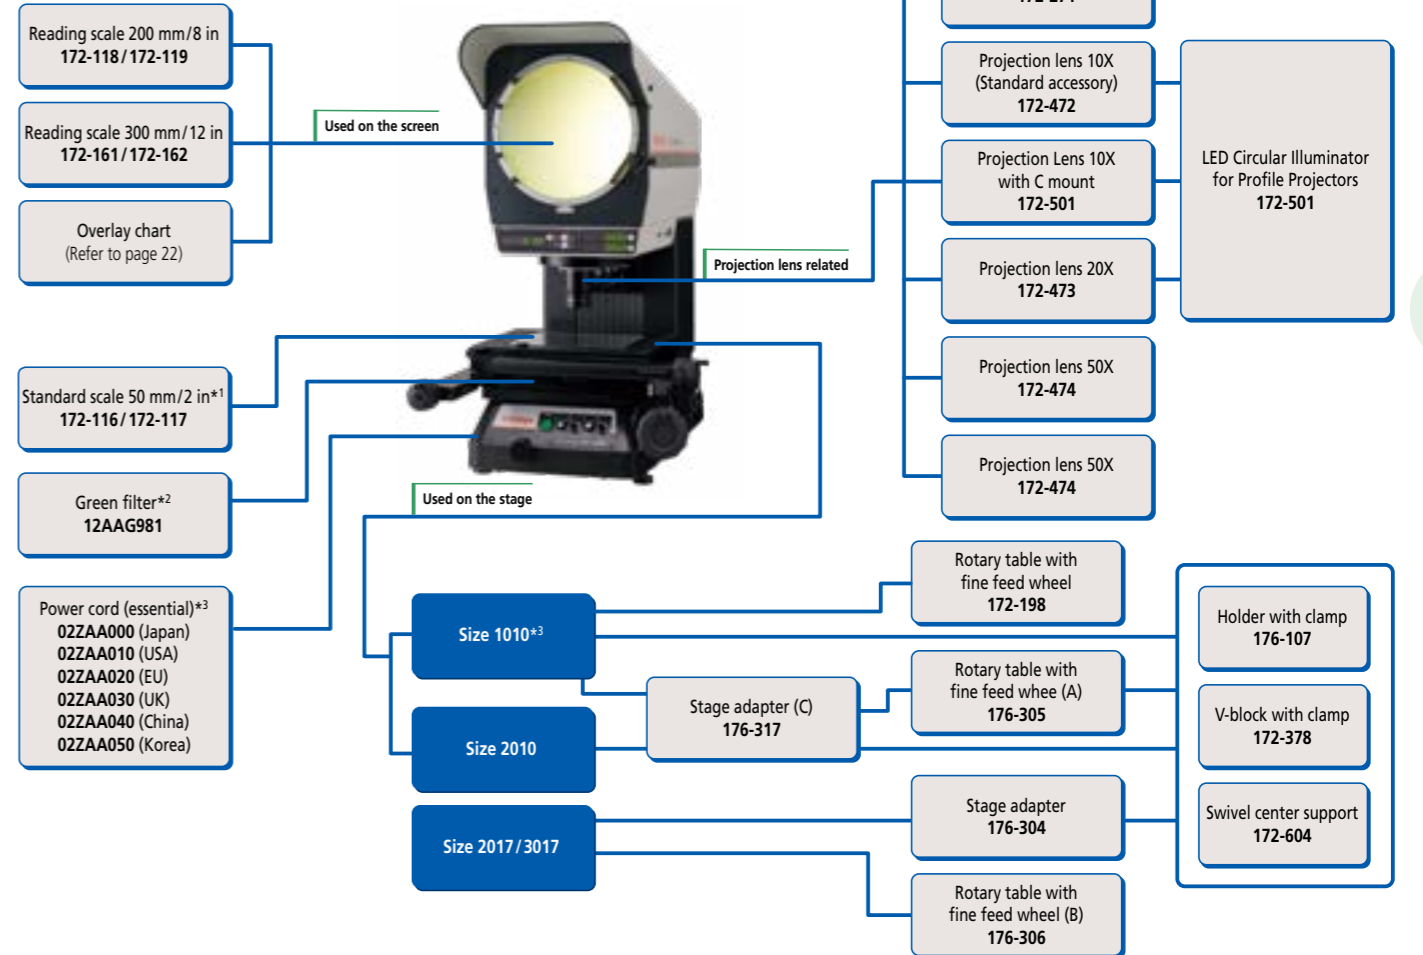 Reading scale 200 mm/8 in
172-118/172-119
Reading scale 300 mm/12 in
172-161/172-162
Overlay chart
(Refer to page 22)
Used on the screen
Projection lens related
Projection lens 10X
(Standard accessory)
172-472
Projection Lens 10X
with C mount
172-501
Projection lens 20X
172-473
Projection lens 50X
172-474
Projection lens 50X
172-474
LED Circular Illuminator
for Profile Projectors
172-501
Standard scale 50 mm/2 in*1
172-116/172-117
Green filter*2
12AAG981
Power cord (essential)*3
02ZAA000 (Japan)
02ZAA010 (USA)
02ZAA020 (EU)
02ZAA030 (UK)
02ZAA040 (China)
02ZAA050 (Korea)
Used on the stage
Size 1010*3
Size 2010
Size 2017/3017
Stage adapter (C)
176-317
Rotary table with
fine feed wheel
172-198
Rotary table with
fine feed whee (A)
176-305
Stage adapter
176-304
Rotary table with
fine feed wheel (B)
176-306
Holder with clamp
176-107
V-block with clamp
172-378
Swivel center support
172-604